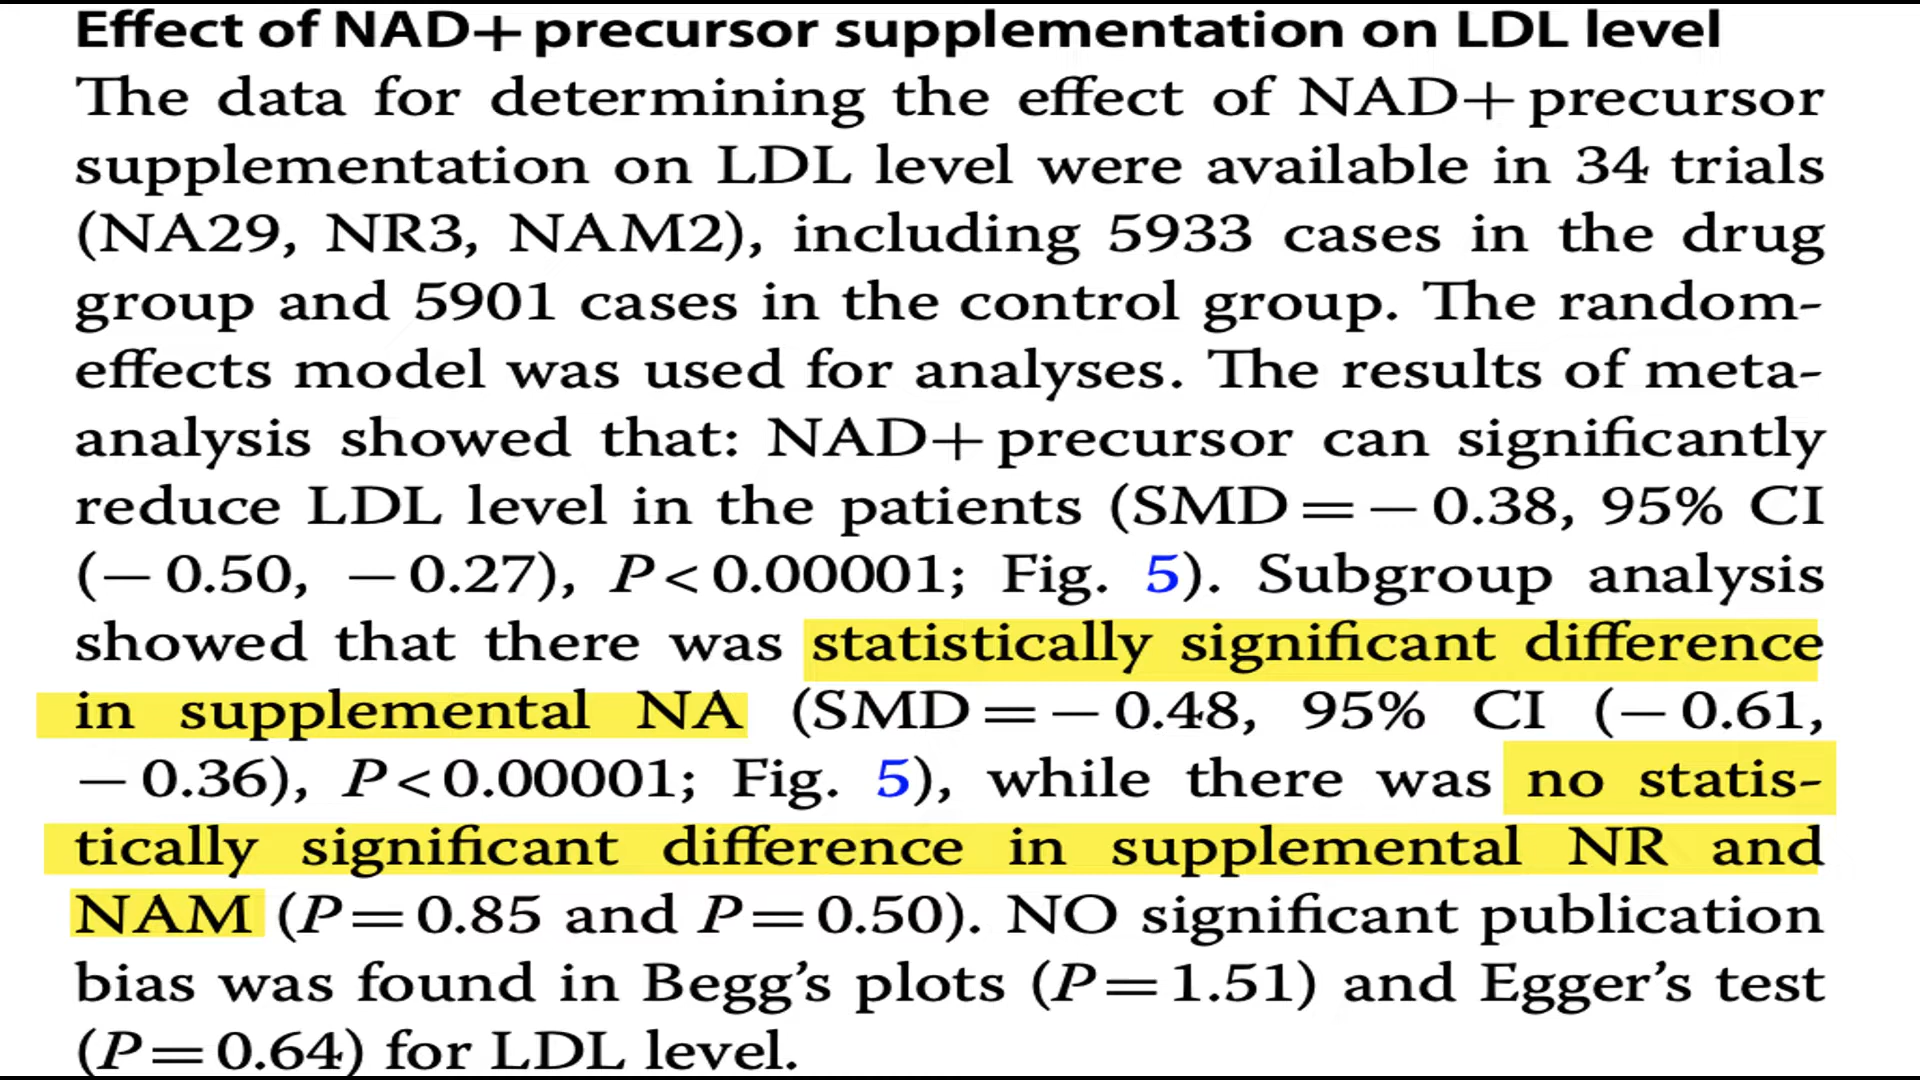 Effect of NAD+ precursor supplementation on LDL level
The data for determining the effect of NAD+ precursor
supplementation on LDL level were available in 34 trials
(NA29, NR3, NAM2), including 5933 cases in the drug
group and 5901 cases in the control group. The random-
effects model was used for analyses. The results of meta-
analysis showed that: NAD+ precursor can significantly
reduce LDL level in the patients (SMD = − 0.38, 95% CI
(− 0.50, − 0.27), P < 0.00001; Fig. 5). Subgroup analysis
showed that there was statistically significant difference
in supplemental NA (SMD = − 0.48, 95% CI (− 0.61,
− 0.36), P < 0.00001; Fig. 5), while there was no statis-
tically significant difference in supplemental NR and
NAM (P = 0.85 and P = 0.50). NO significant publication
bias was found in Begg’s plots (P = 1.51) and Egger’s test
(P = 0.64) for LDL level.